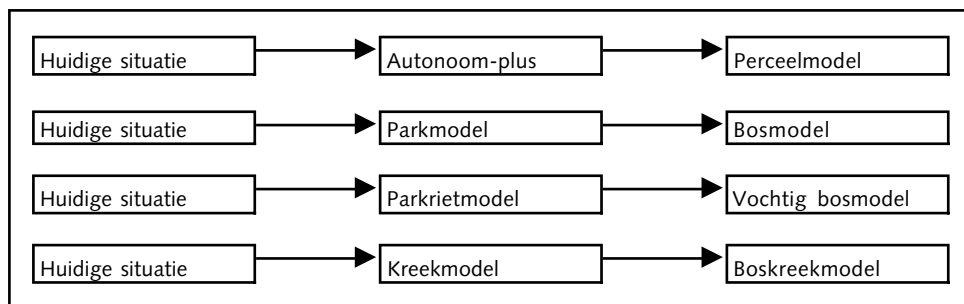 Huidige situatie Autonoom-plus Perceelmodel
Huidige situatie Parkmodel Bosmodel
Huidige situatie Parkrietmodel Vochtig bosmodel
Huidige situatie Kreekmodel Boskreekmodel